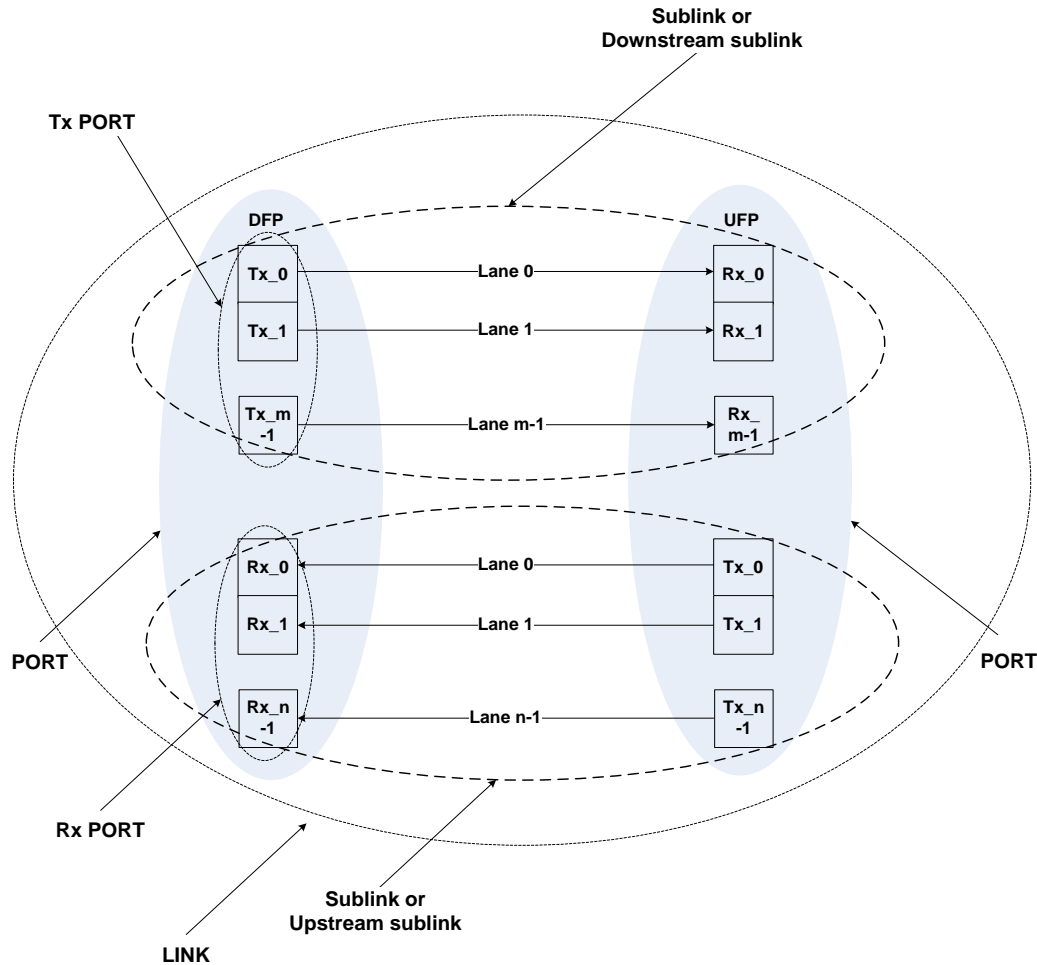 Sublink or
Downstream sublink
Tx PORT
DFP
UFP
Tx_0
Lane 0
Rx_0
Tx_1
Lane 1
Rx_1
Tx_m
-1
Lane m-1
Rx_
m-1
Rx_0
Lane 0
Tx_0
Rx_1
Lane 1
Tx_1
PORT
PORT
Rx_n
-1
Lane n-1
Tx_n
-1
Rx PORT
Sublink or
Upstream sublink
LINK